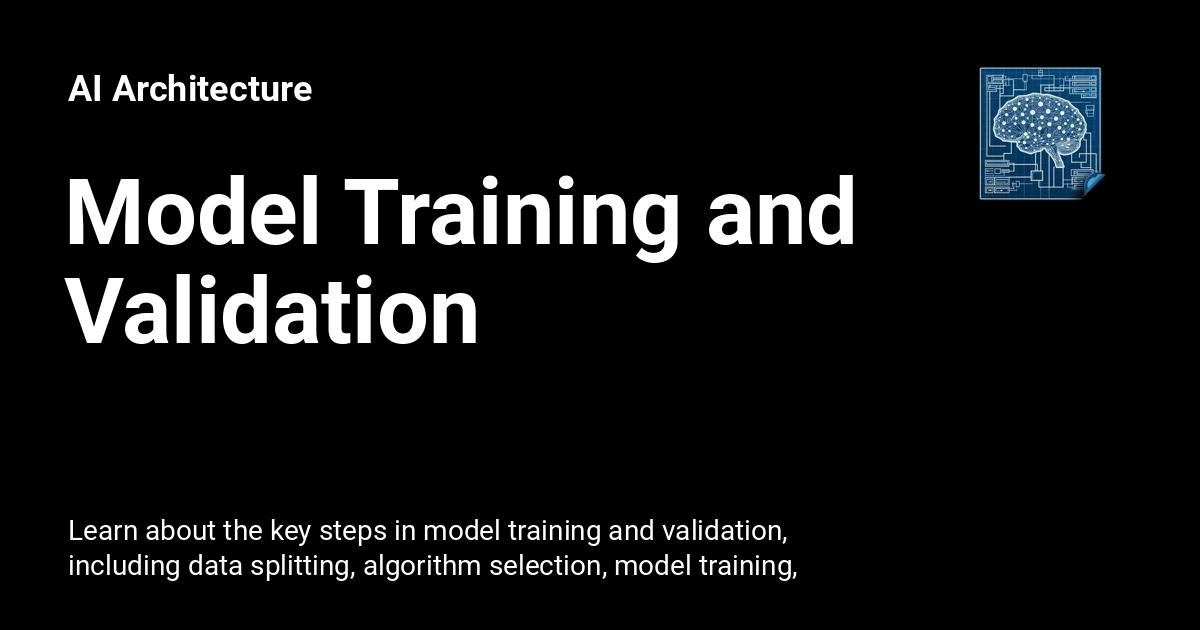 AI Architecture
Model Training and
Validation
Learn about the key steps in model training and validation,
including data splitting, algorithm selection, model training,